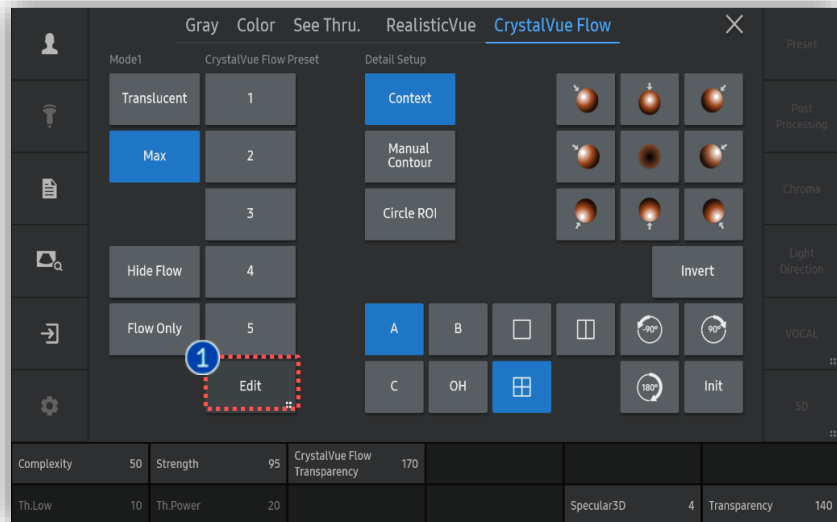 Gray Color See Thru. RealisticVue CrystalVue Flow
Preset
Mode1 CrystalVue Flow Preset Detail Setup
Translucent 1 Context
Post
Processing
Max 2 Manual
Contour
Chroma
3 Circle ROI
Hide Flow 4 Invert
Light
Direction
Flow Only 5 A B -90° 90°
VOCAL
1
Edit C OH 180° Init
5D
Complexity 50 Strength 95 CrystalVue Flow
Transparency 170
Th.Low 10 Th.Power 20 Specular3D 4 Transparency 140